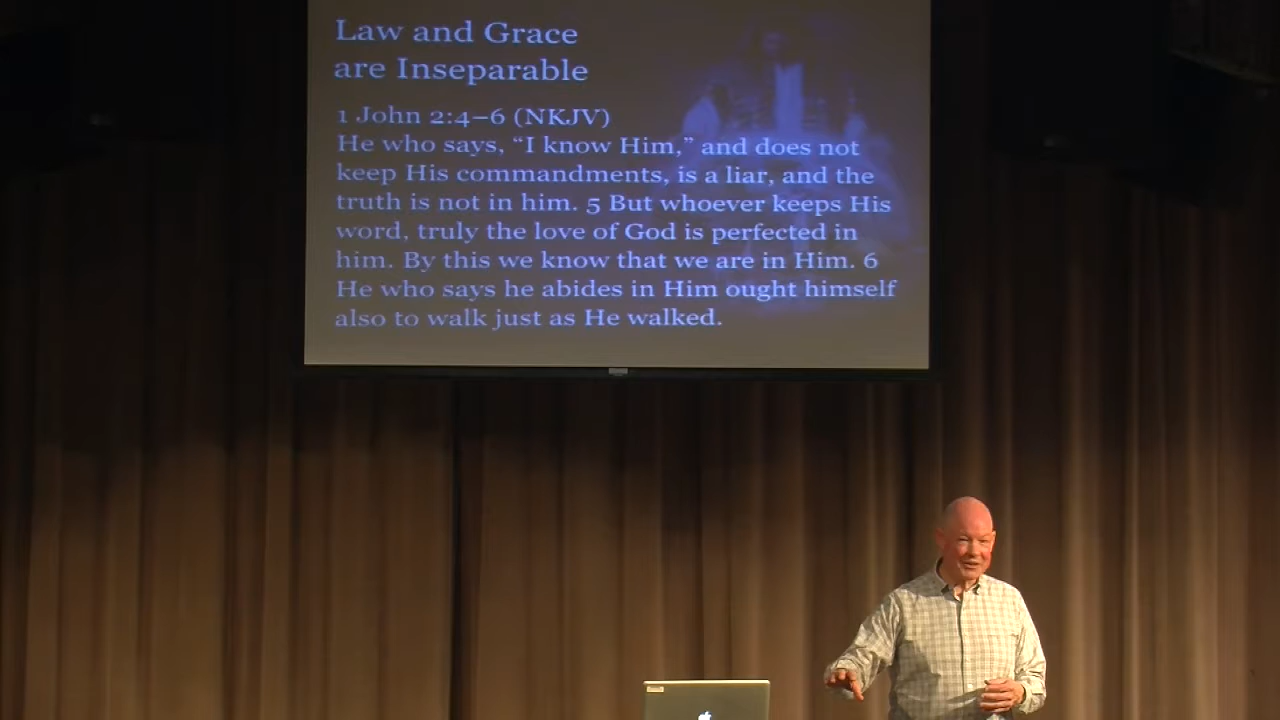 Law and Grace
are Inseparable
1 John 2:4–6 (NKJV)
He who says, “I know Him,” and does not
keep His commandments, is a liar, and the
truth is not in him. 5 But whoever keeps His
word, truly the love of God is perfected in
him. By this we know that we are in Him. 6
He who says he abides in Him ought himself
also to walk just as He walked.